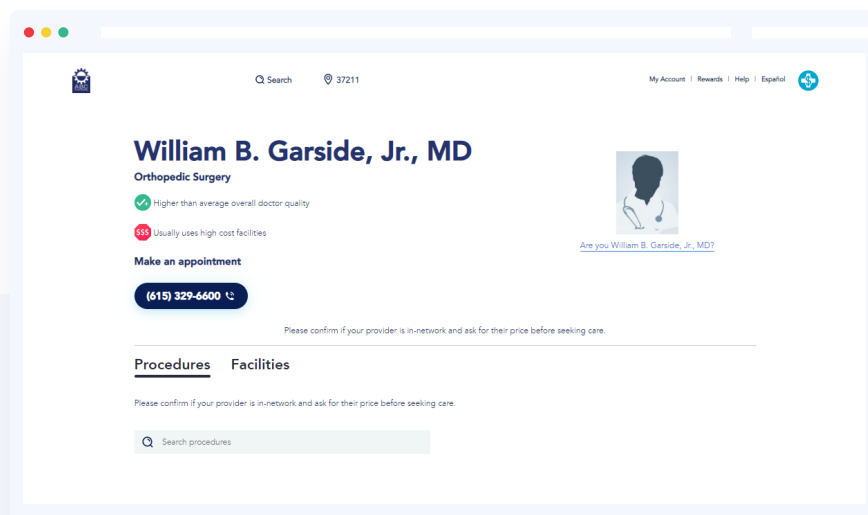 ABC
Search
37211
My Account | Rewards | Help | Español
William B. Garside, Jr., MD
Orthopedic Surgery
Higher than average overall doctor quality
$$$ Usually uses high cost facilities
Are you William B. Garside, Jr., MD?
Make an appointment
(615) 329-6600
Please confirm if your provider is in-network and ask for their price before seeking care.
Procedures Facilities
Please confirm if your provider is in-network and ask for their price before seeking care.
Search procedures